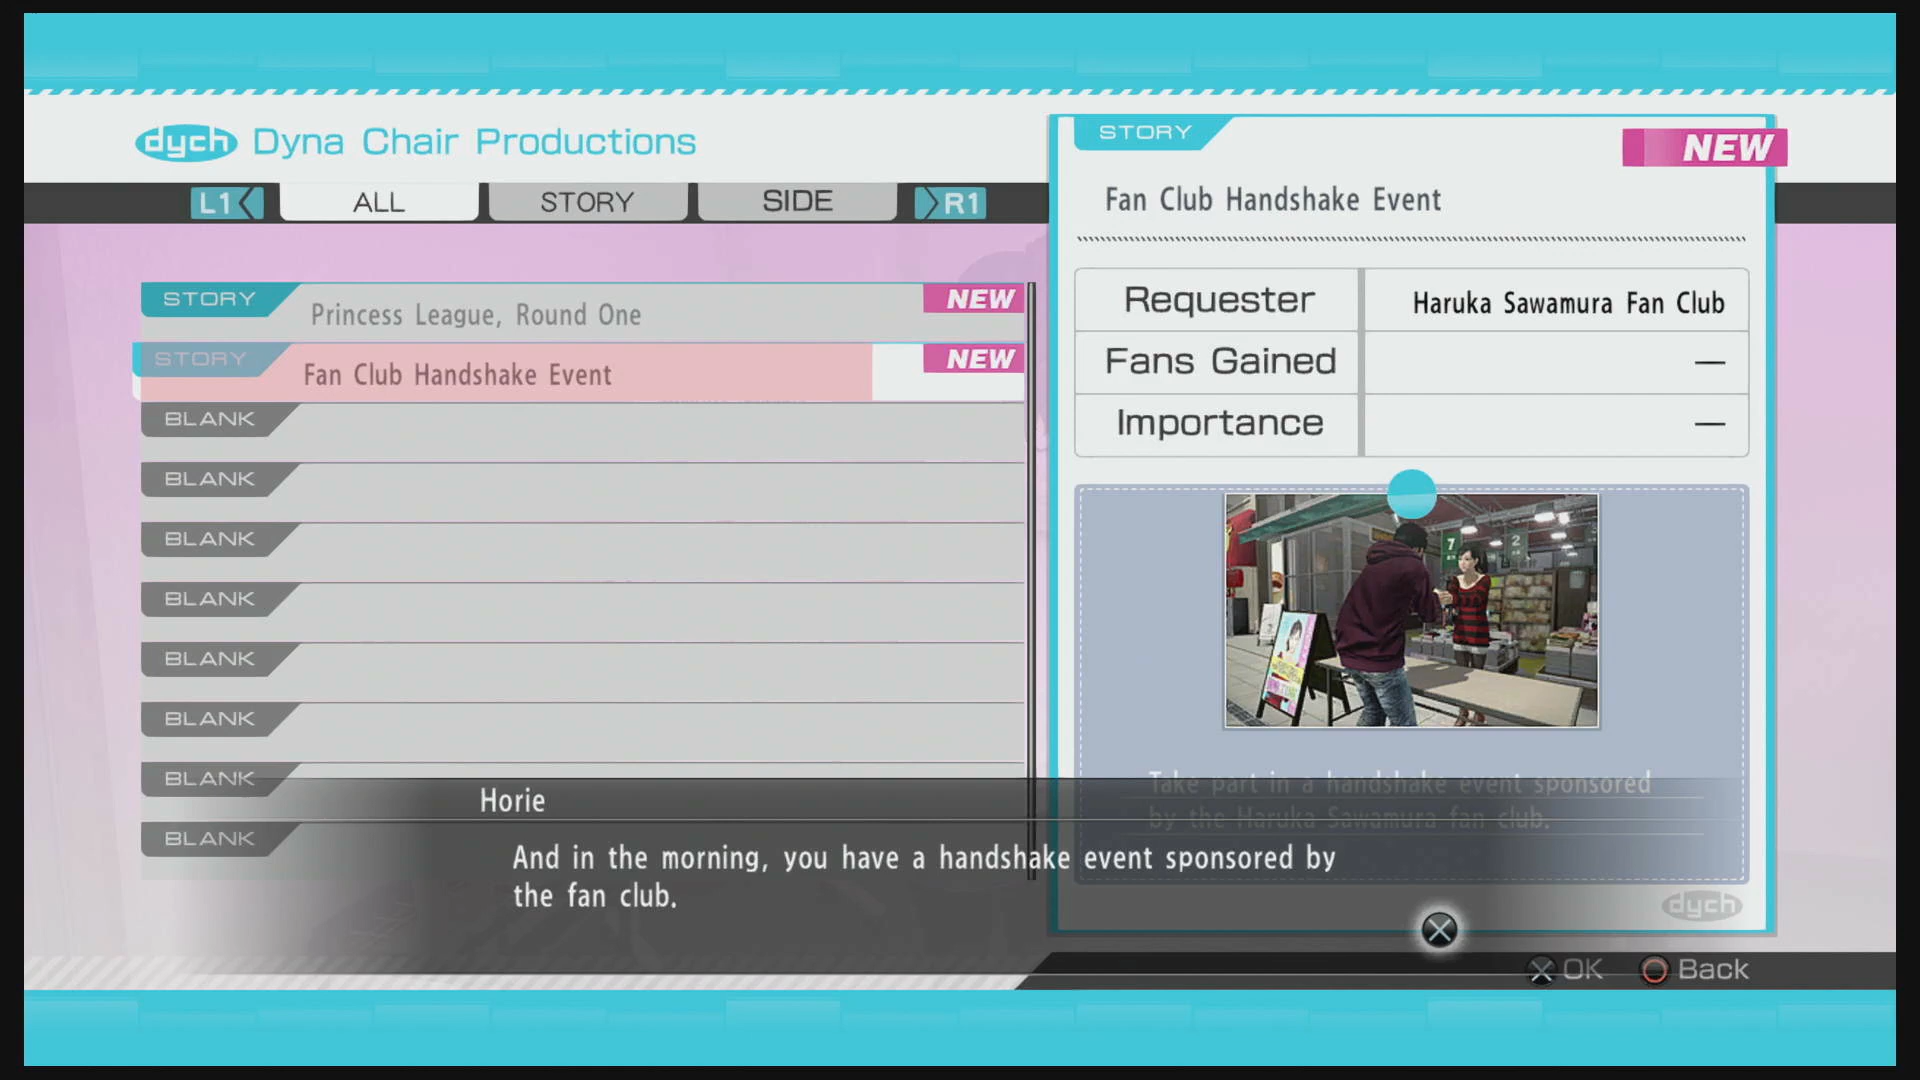 dych Dyna Chair Productions
L1 ALL STORY SIDE R1
STORY Princess League, Round One NEW
STORY Fan Club Handshake Event NEW
BLANK
BLANK
BLANK
BLANK
BLANK
BLANK
BLANK
BLANK
STORY
NEW
Fan Club Handshake Event
Requester Haruka Sawamura Fan Club
Fans Gained —
Importance —
7 2
Take part in a handshake event sponsored
by the Haruka Sawamura fan club.
Horie
And in the morning, you have a handshake event sponsored by
the fan club.
dych
OK Back